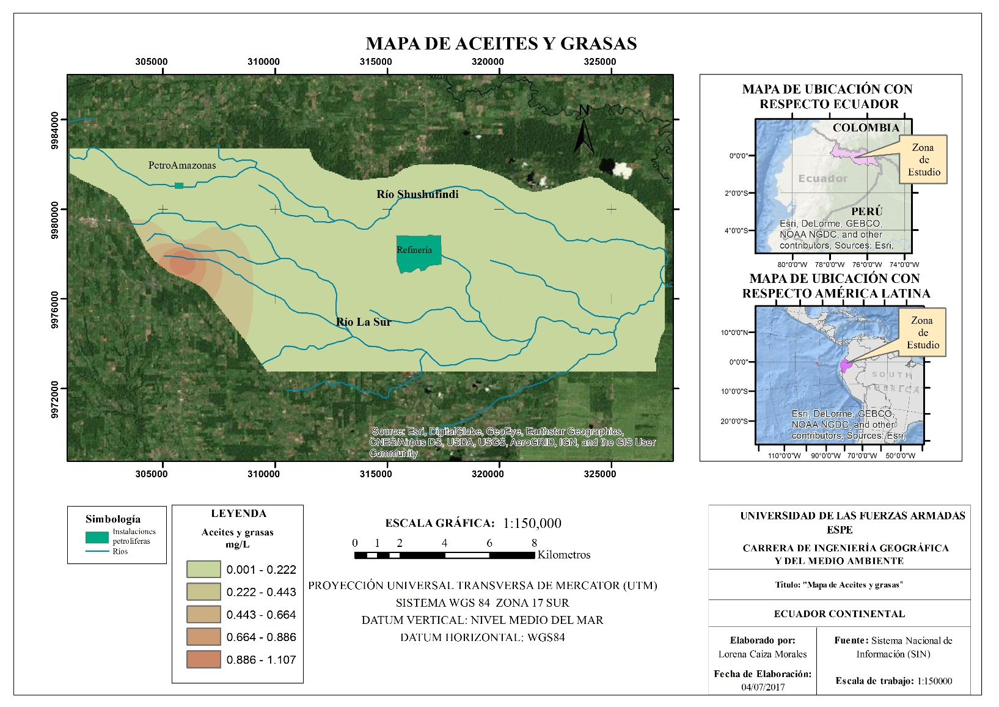 MAPA DE ACEITES Y GRASAS
305000 310000 315000 320000 325000
9984000
9980000
9976000
9972000
N
PetroAmazonas
Río Shushufindi
Refinería
Río La Sur
Source: Esri, DigitalGlobe, GeoEye, Earthstar Geographics,
CNES/Airbus DS, USDA, USGS, AeroGRID, IGN, and the GIS User
Community
305000 310000 315000 320000 325000
MAPA DE UBICACIÓN CON
RESPECTO ECUADOR
COLOMBIA
Zona
de
Estudio
Ecuador
PERÚ
0°0'0"
2°0'0"S
4°0'0"S
Esri, DeLorme, GEBCO,
NOAA NGDC, and other
contributors, Sources: Esri,
80°0'0"W 78°0'0"W 76°0'0"W 74°0'0"W
MAPA DE UBICACIÓN CON
RESPECTO AMÉRICA LATINA
Zona
de
Estudio
10°0'0"N
0°0'0"
10°0'0"S
20°0'0"S
SOUTH
AMERICA
Esri, DeLorme, GEBCO,
NOAA NGDC, and other
contributors, Sources: Esri,
110°0'0"W 90°0'0"W 70°0'0"W 50°0'0"W
Simbología
Instalaciones
petroliferas
Ríos
LEYENDA
Aceites y grasas
mg/L
0.001 - 0.222
0.222 - 0.443
0.443 - 0.664
0.664 - 0.886
0.886 - 1.107
ESCALA GRÁFICA: 1:150,000
0 1 2 4 6 8
Kilometros
PROYECCIÓN UNIVERSAL TRANSVERSA DE MERCATOR (UTM)
SISTEMA WGS 84 ZONA 17 SUR
DATUM VERTICAL: NIVEL MEDIO DEL MAR
DATUM HORIZONTAL: WGS84
UNIVERSIDAD DE LAS FUERZAS ARMADAS
ESPE
CARRERA DE INGENIERÍA GEOGRÁFICA
Y DEL MEDIO AMBIENTE
Título: "Mapa de Aceites y grasas"
ECUADOR CONTINENTAL
Elaborado por:
Lorena Caiza Morales
Fecha de Elaboración:
04/07/2017
Fuente: Sistema Nacional de
Información (SIN)
Escala de trabajo: 1:150000